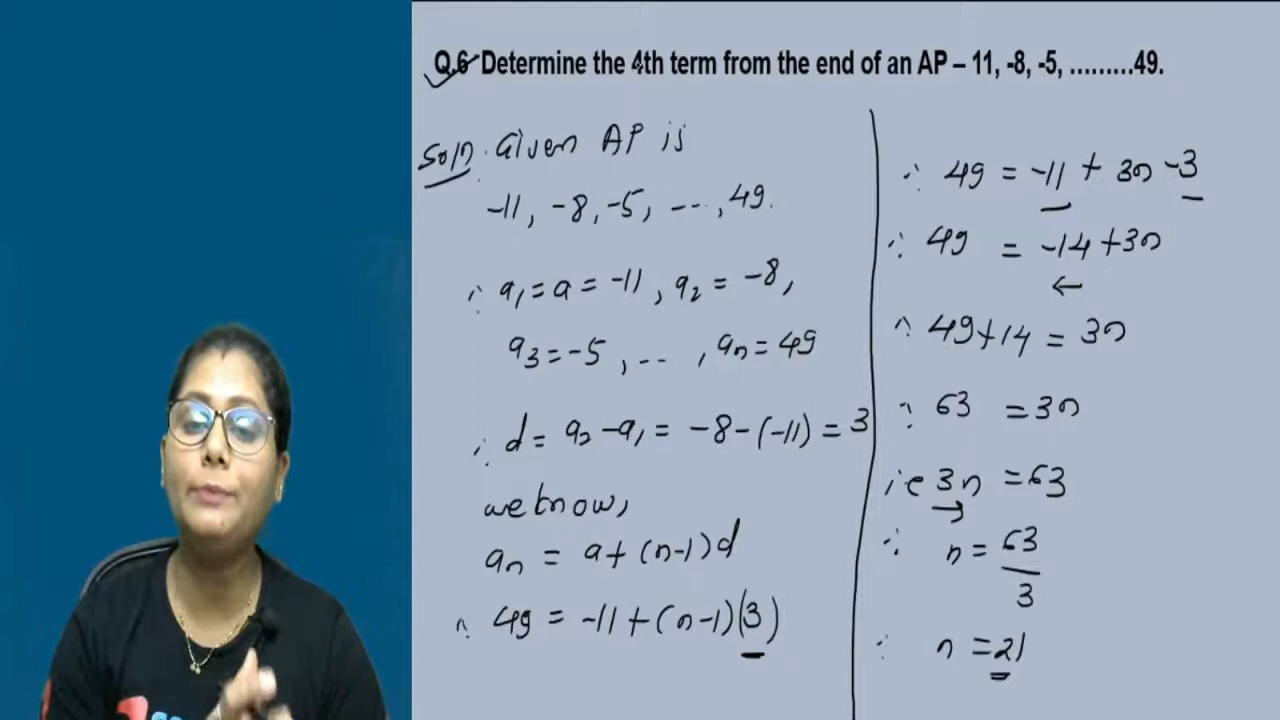 Q.6 Determine the 4th term from the end of an AP – 11, -8, -5, ………49.
Soln. Given AP is
-11, -8, -5, ---, 49.
∴ a₁ = a = -11, a₂ = -8,
a₃ = -5, .. , aₙ = 49
∴ d = a₂ - a₁ = -8 - (-11) = 3
we know,
aₙ = a + (n-1)d
∴ 49 = -11 + (n-1)(3)
∴ 49 = -11 + 3n - 3
∴ 49 = -14 + 3n
←
∴ 49 + 14 = 3n
∴ 63 = 3n
i.e 3n = 63
→
∴ n = 63/3
∴ n = 21